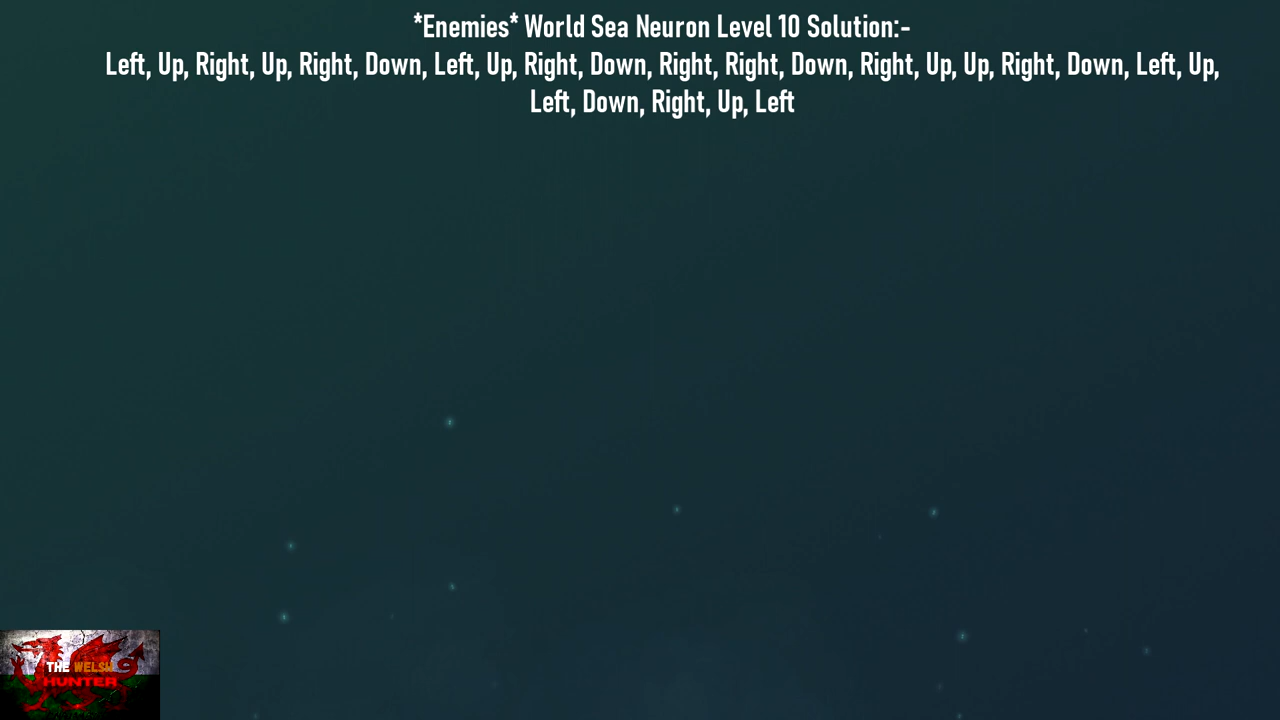 *Enemies* World Sea Neuron Level 10 Solution:-
Left, Up, Right, Up, Right, Down, Left, Up, Right, Down, Right, Right, Down, Right, Up, Up, Right, Down, Left, Up,
Left, Down, Right, Up, Left
THE WELSH
HUNTER